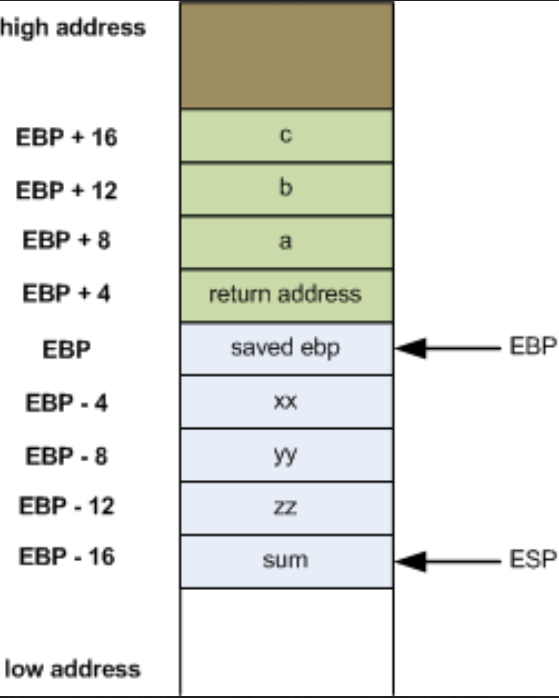 high address
EBP + 16 c
EBP + 12 b
EBP + 8 a
EBP + 4 return address
EBP saved ebp EBP
EBP - 4 xx
EBP - 8 yy
EBP - 12 zz
EBP - 16 sum ESP
low address